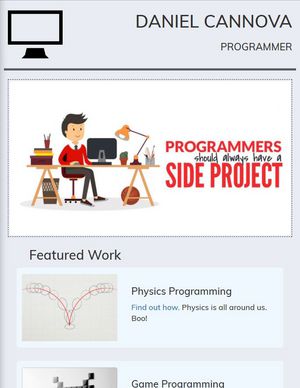 DANIEL CANNOVA
PROGRAMMER
PROGRAMMERS
should always have a
SIDE PROJECT
Featured Work
Physics Programming
Find out how. Physics is all around us.
Boo!
Game Programming